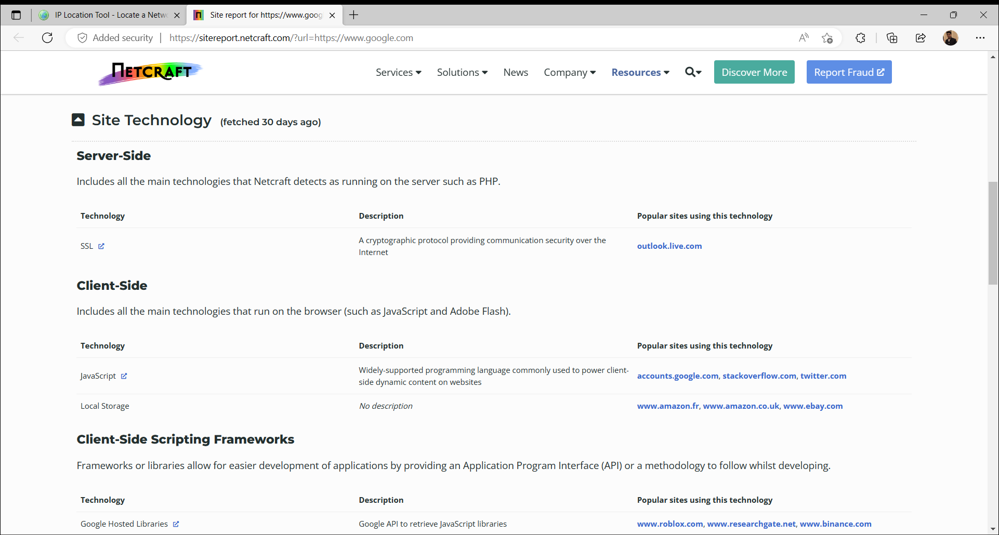 IP Location Tool - Locate a Netw
Site report for https://www.goog
Added security
https://sitereport.netcraft.com/?url=https://www.google.com
NETCRAFT
Services
Solutions
News
Company
Resources
Discover More
Report Fraud
Site Technology (fetched 30 days ago)
Server-Side
Includes all the main technologies that Netcraft detects as running on the server such as PHP.
Technology Description Popular sites using this technology
SSL
A cryptographic protocol providing communication security over the
Internet
outlook.live.com
Client-Side
Includes all the main technologies that run on the browser (such as JavaScript and Adobe Flash).
Technology Description Popular sites using this technology
JavaScript
Widely-supported programming language commonly used to power client-
side dynamic content on websites
accounts.google.com, stackoverflow.com, twitter.com
Local Storage No description www.amazon.fr, www.amazon.co.uk, www.ebay.com
Client-Side Scripting Frameworks
Frameworks or libraries allow for easier development of applications by providing an Application Program Interface (API) or a methodology to follow whilst developing.
Technology Description Popular sites using this technology
Google Hosted Libraries Google API to retrieve JavaScript libraries www.roblox.com, www.researchgate.net, www.binance.com